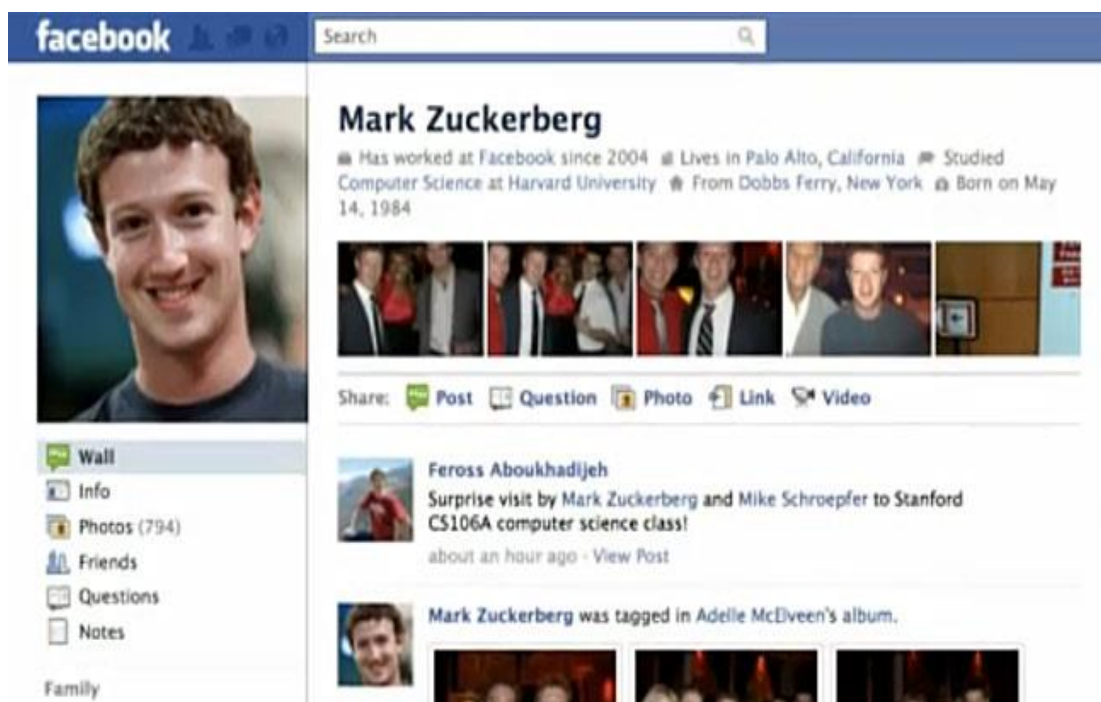 facebook
Search
Mark Zuckerberg
Has worked at Facebook since 2004 Lives in Palo Alto, California Studied
Computer Science at Harvard University From Dobbs Ferry, New York Born on May
14, 1984
Share: Post Question Photo Link Video
Wall
Info
Photos (794)
Friends
Questions
Notes
Family
Feross Aboukhadijeh
Surprise visit by Mark Zuckerberg and Mike Schroepfer to Stanford
CS106A computer science class!
about an hour ago · View Post
Mark Zuckerberg was tagged in Adelle McElveen's album.